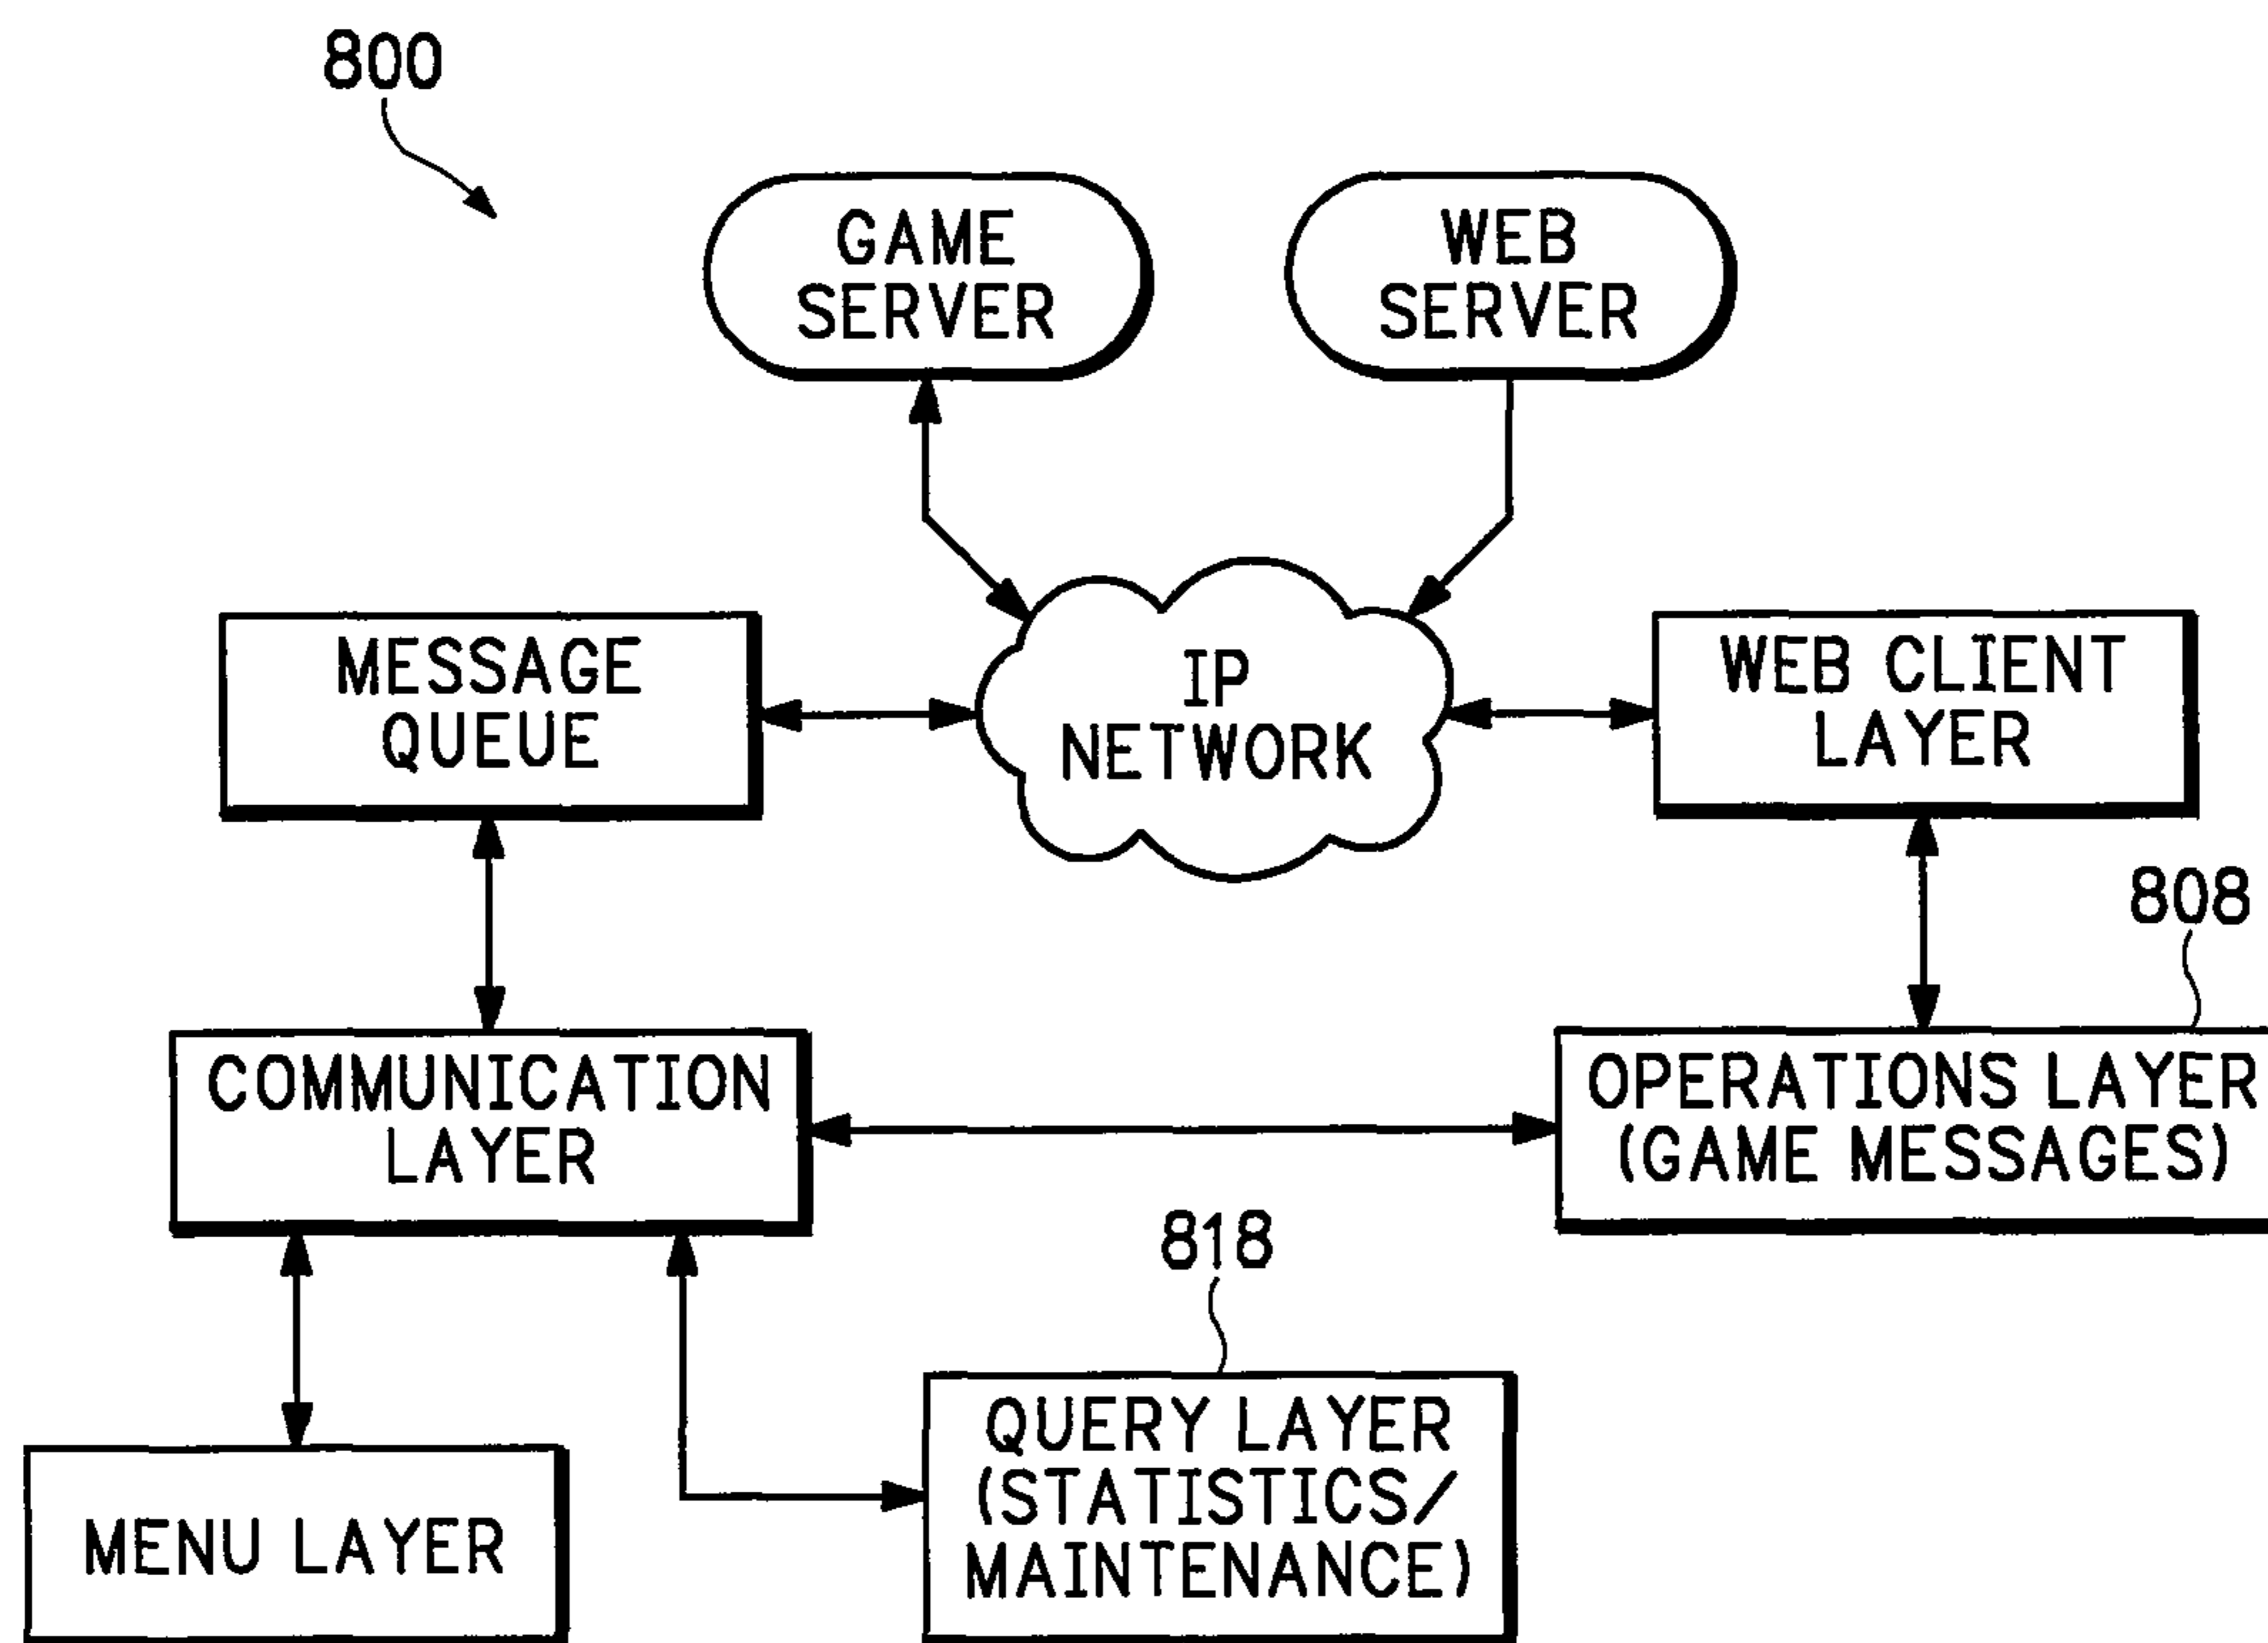 800
GAME
SERVER
WEB
SERVER
MESSAGE
QUEUE
IP
NETWORK
WEB CLIENT
LAYER
808
COMMUNICATION
LAYER
OPERATIONS LAYER
(GAME MESSAGES)
818
MENU LAYER
QUERY LAYER
(STATISTICS/
MAINTENANCE)